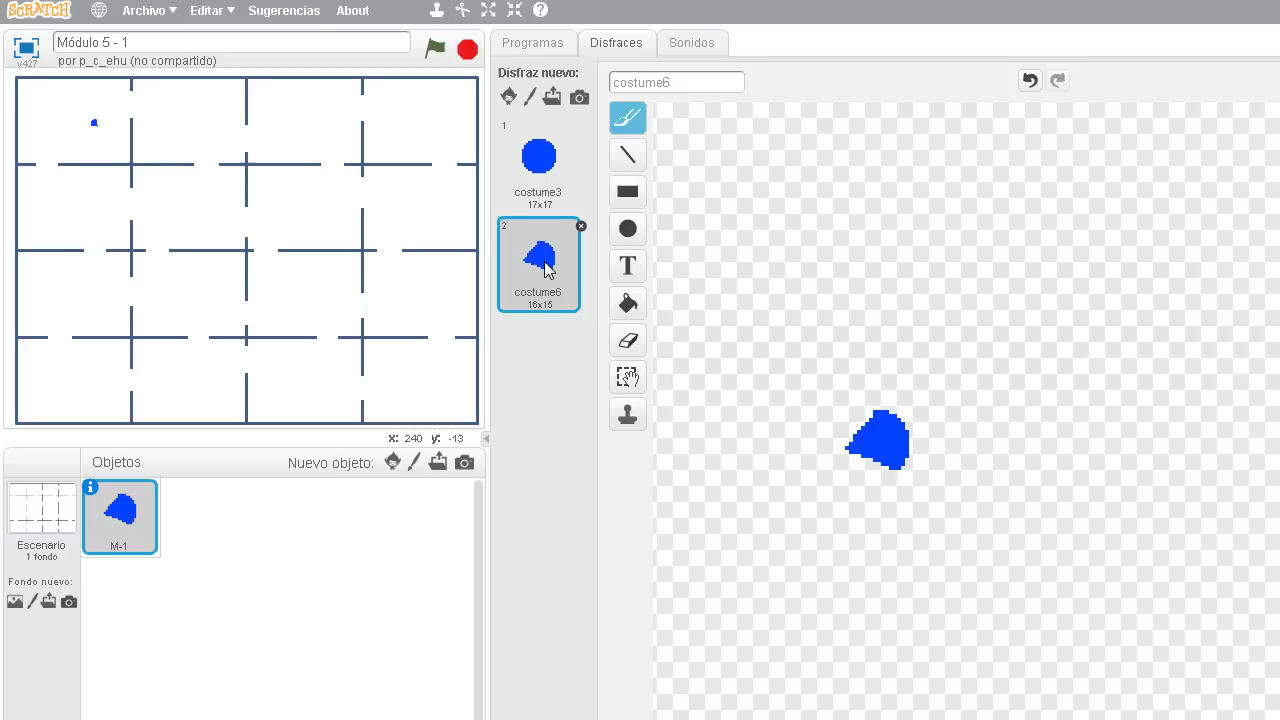 SCRATCH Archivo Editar Sugerencias About
v427
Módulo 5 - 1
por p_c_ehu (no compartido)
Programas Disfraces Sonidos
Disfraz nuevo:
costume6
1
costume3
17x17
2
costume6
16x15
T
X: 240 y: -13
Objetos Nuevo objeto:
Escenario
1 fondo
Fondo nuevo:
i
M-1